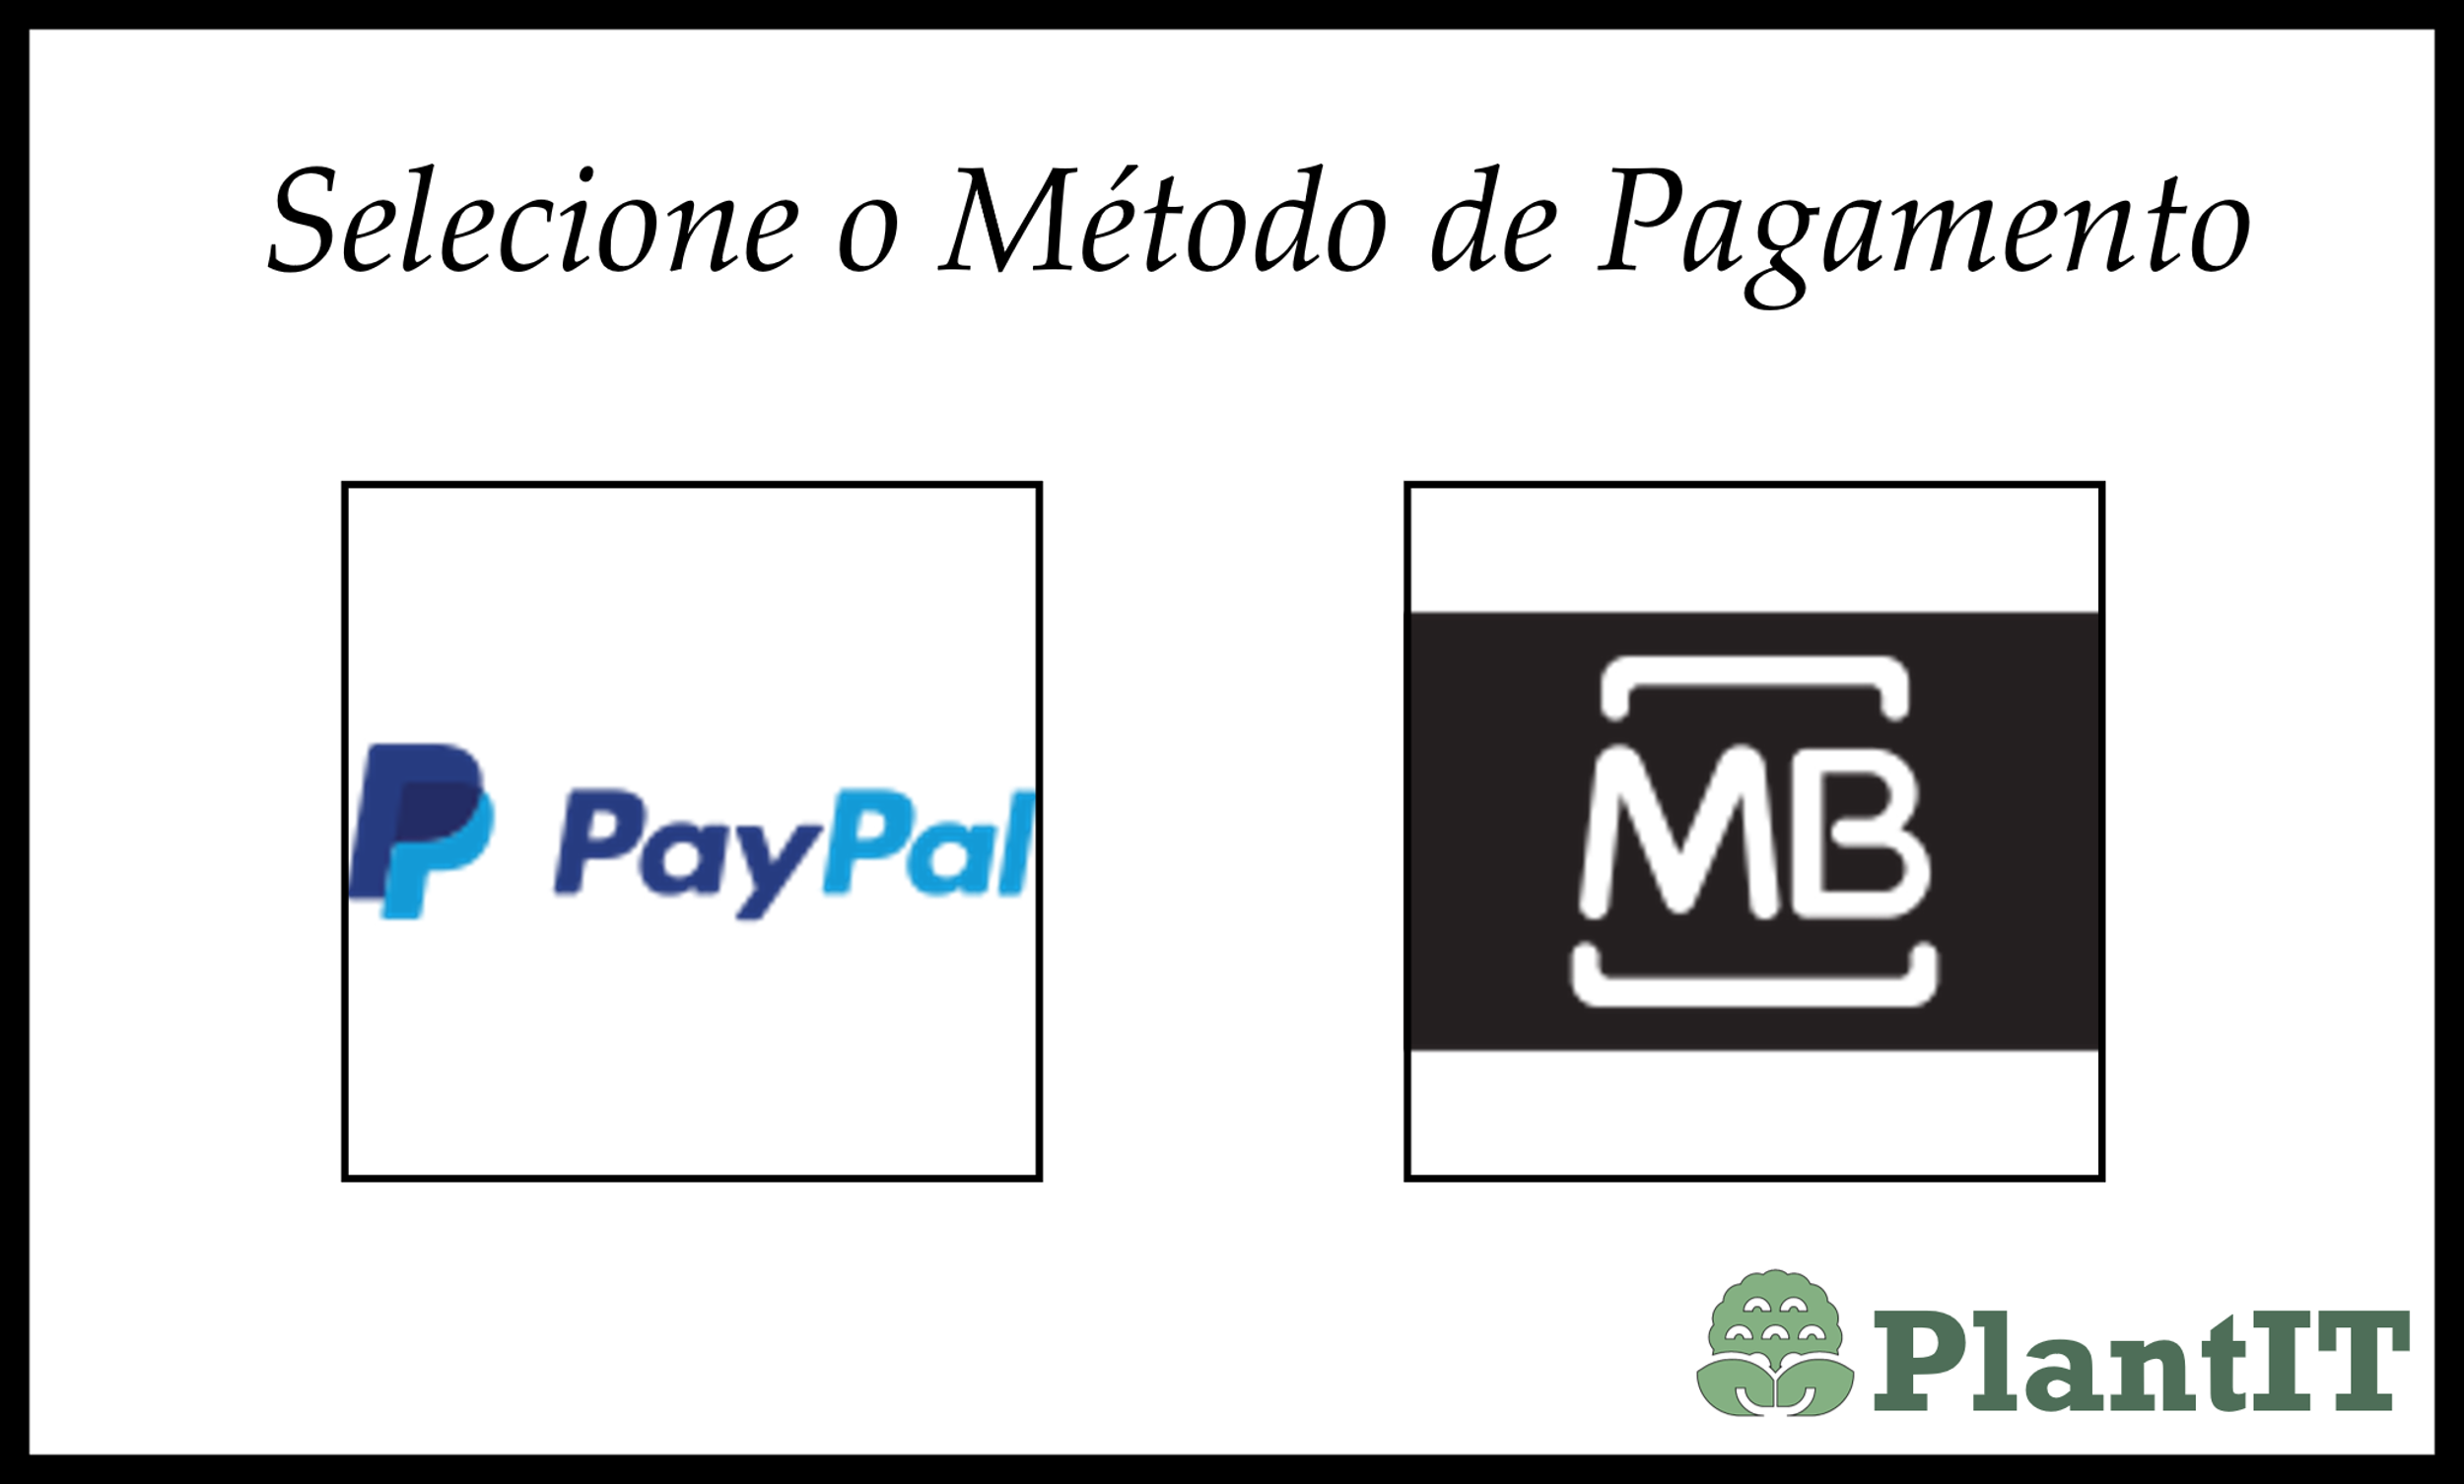 Selecione o Método de Pagamento
PayPal
MB
PlantIT